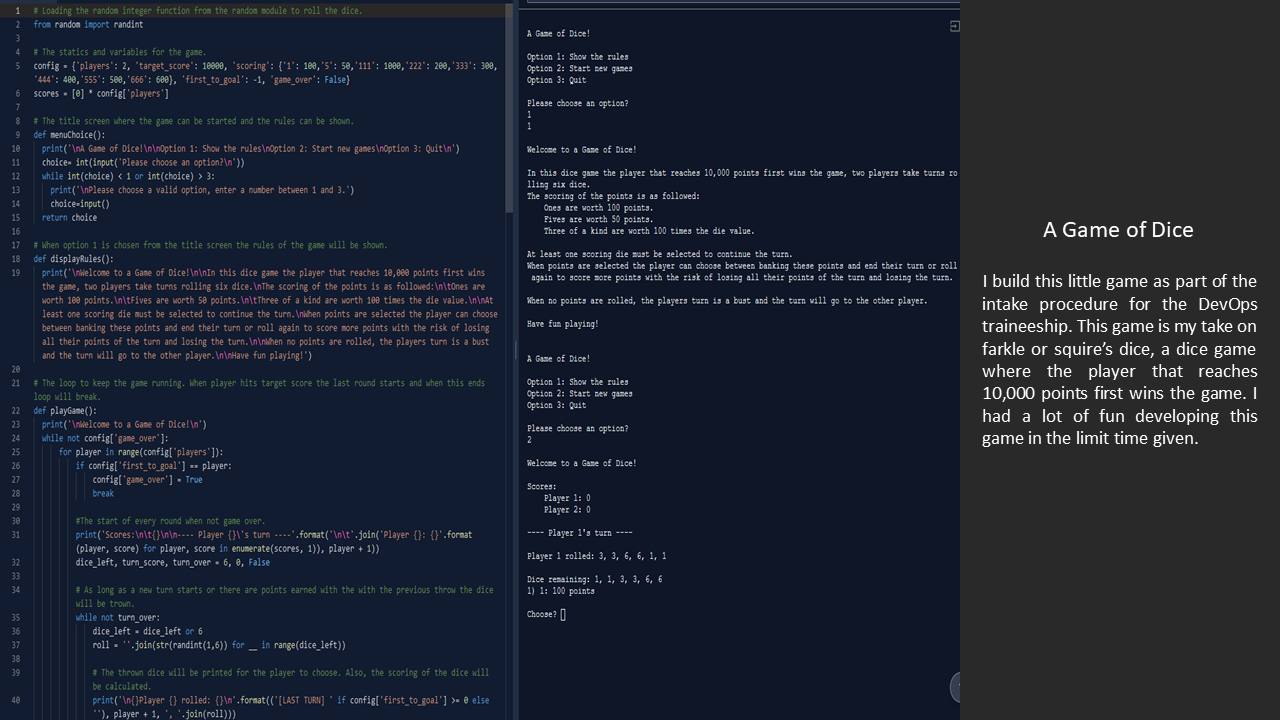 1 # Loading the random integer function from the random module to roll the dice.
2 from random import randint
3
4 # The statics and variables for the game.
5 config = {'players': 2, 'target_score': 10000, 'scoring': {'1': 100,'5': 50,'111': 1000,'222': 200,'333': 300,
'444': 400,'555': 500,'666': 600}, 'first_to_goal': -1, 'game_over': False}
6 scores = [0] * config['players']
7
8 # The title screen where the game can be started and the rules can be shown.
9 def menuChoice():
10 print('\nA Game of Dice!\n\nOption 1: Show the rules\nOption 2: Start new games\nOption 3: Quit\n')
11 choice= int(input('Please choose an option?\n'))
12 while int(choice) < 1 or int(choice) > 3:
13 print('\nPlease choose a valid option, enter a number between 1 and 3.')
14 choice=input()
15 return choice
16
17 # When option 1 is chosen from the title screen the rules of the game will be shown.
18 def displayRules():
19 print('\nWelcome to a Game of Dice!\n\nIn this dice game the player that reaches 10,000 points first wins
the game, two players take turns rolling six dice.\nThe scoring of the points is as followed:\n\tOnes are
worth 100 points.\n\tFives are worth 50 points.\n\tThree of a kind are worth 100 times the die value.\n\nAt
least one scoring die must be selected to continue the turn.\nWhen points are selected the player can choose
between banking these points and end their turn or roll again to score more points with the risk of losing
all their points of the turn and losing the turn.\n\nWhen no points are rolled, the players turn is a bust
and the turn will go to the other player.\n\nHave fun playing!')
20
21 # The loop to keep the game running. When player hits target score the last round starts and when this ends
loop will break.
22 def playGame():
23 print('\nWelcome to a Game of Dice!\n')
24 while not config['game_over']:
25 for player in range(config['players']):
26 if config['first_to_goal'] == player:
27 config['game_over'] = True
28 break
29
30 #The start of every round when not game over.
31 print('Scores:\n\t{}\n\n---- Player {}\'s turn ----'.format('\n\t'.join('Player {}: {}'.format
(player, score) for player, score in enumerate(scores, 1)), player + 1))
32 dice_left, turn_score, turn_over = 6, 0, False
33
34 # As long as a new turn starts or there are points earned with the with the previous throw the dice
will be trown.
35 while not turn_over:
36 dice_left = dice_left or 6
37 roll = ''.join(str(randint(1,6)) for __ in range(dice_left))
38
39 # The thrown dice will be printed for the player to choose. Also, the scoring of the dice will
be calculated.
40 print('\n{}Player {} rolled: {}\n'.format(('[LAST TURN] ' if config['first_to_goal'] >= 0 else
''), player + 1, ', '.join(roll)))
A Game of Dice!
Option 1: Show the rules
Option 2: Start new games
Option 3: Quit
Please choose an option?
1
1
Welcome to a Game of Dice!
In this dice game the player that reaches 10,000 points first wins the game, two players take turns ro
lling six dice.
The scoring of the points is as followed:
Ones are worth 100 points.
Fives are worth 50 points.
Three of a kind are worth 100 times the die value.
At least one scoring die must be selected to continue the turn.
When points are selected the player can choose between banking these points and end their turn or roll
again to score more points with the risk of losing all their points of the turn and losing the turn.
When no points are rolled, the players turn is a bust and the turn will go to the other player.
Have fun playing!
A Game of Dice!
Option 1: Show the rules
Option 2: Start new games
Option 3: Quit
Please choose an option?
2
Welcome to a Game of Dice!
Scores:
Player 1: 0
Player 2: 0
---- Player 1's turn ----
Player 1 rolled: 3, 3, 6, 6, 1, 1
Dice remaining: 1, 1, 3, 3, 6, 6
1) 1: 100 points
Choose?
A Game of Dice
I build this little game as part of the
intake procedure for the DevOps
traineeship. This game is my take on
farkle or squire's dice, a dice game
where the player that reaches
10,000 points first wins the game. I
had a lot of fun developing this
game in the limit time given.